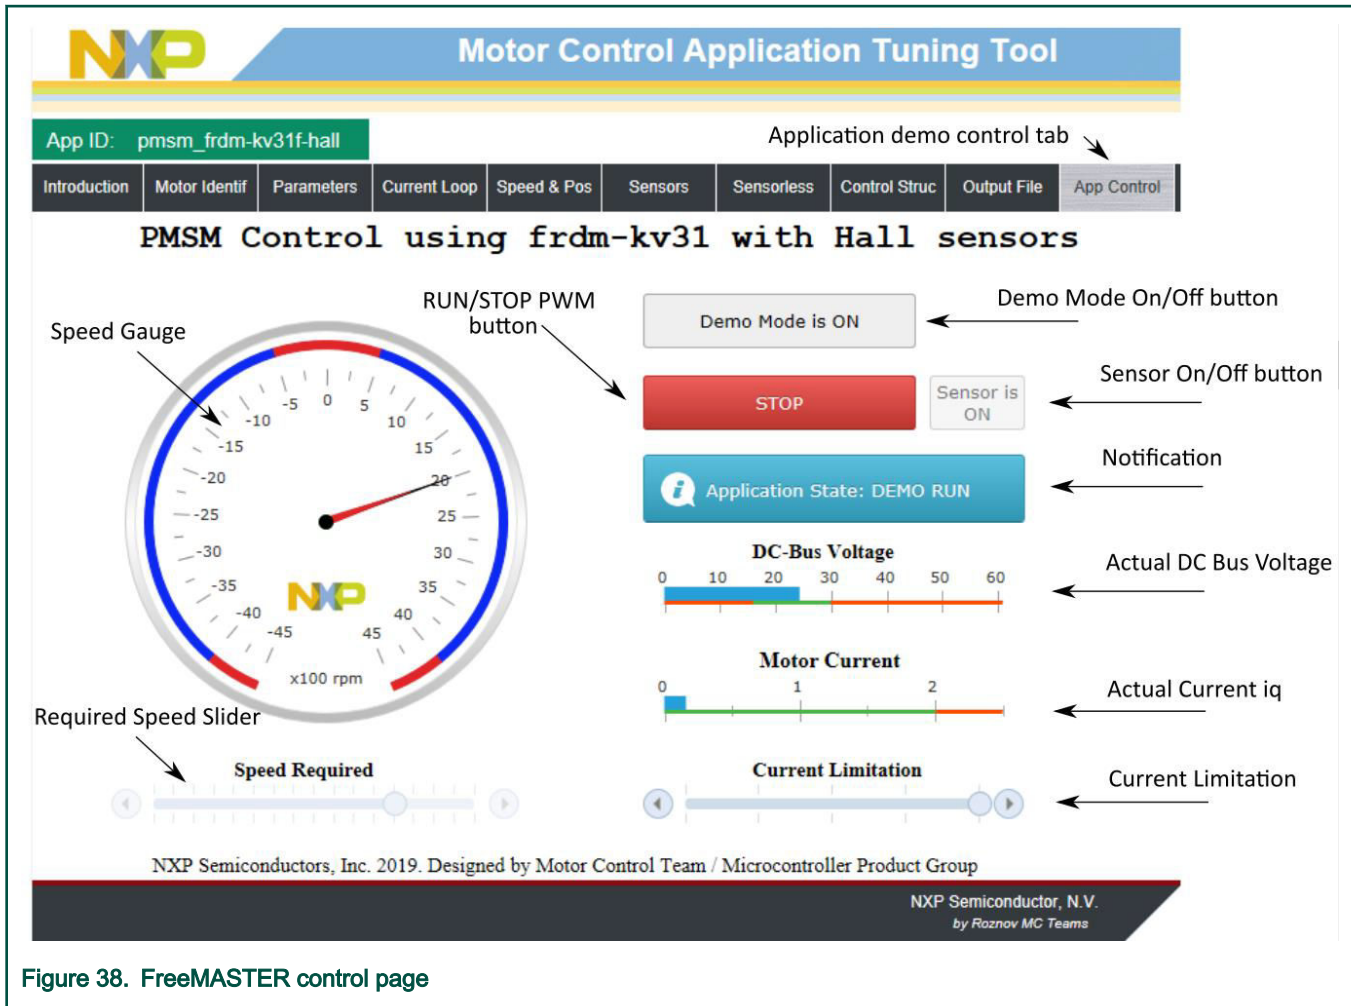 NXP
Motor Control Application Tuning Tool
App ID: pmsm_frdm-kv31f-hall
Application demo control tab
Introduction Motor Identif Parameters Current Loop Speed & Pos Sensors Sensorless Control Struc Output File App Control
PMSM Control using frdm-kv31 with Hall sensors
Speed Gauge
RUN/STOP PWM
button
Demo Mode is ON
Demo Mode On/Off button
STOP
Sensor is
ON
Sensor On/Off button
Application State: DEMO RUN
Notification
-45
-40
-35
-30
-25
-20
-15
-10
-5
0
5
10
15
20
25
30
35
40
45
NXP
x100 rpm
DC-Bus Voltage
0 10 20 30 40 50 60
Actual DC Bus Voltage
Motor Current
0 1 2
Actual Current iq
Required Speed Slider
Speed Required
Current Limitation
Current Limitation
NXP Semiconductors, Inc. 2019. Designed by Motor Control Team / Microcontroller Product Group
NXP Semiconductor, N.V.
by Roznov MC Teams
Figure 38. FreeMASTER control page